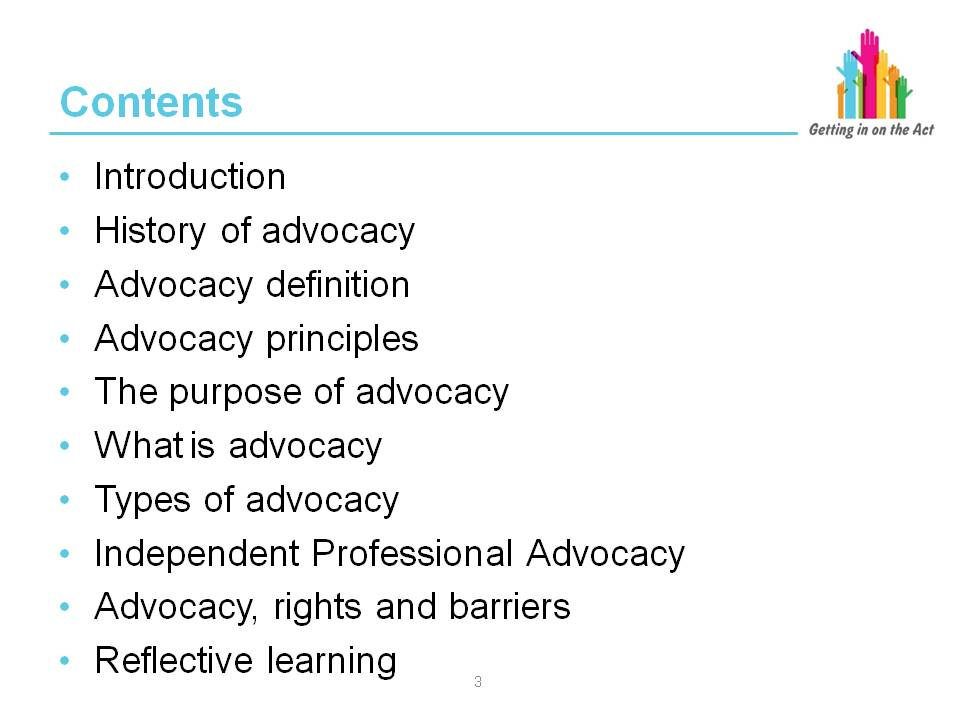 Contents
Getting in on the Act
• Introduction
• History of advocacy
• Advocacy definition
• Advocacy principles
• The purpose of advocacy
• What is advocacy
• Types of advocacy
• Independent Professional Advocacy
• Advocacy, rights and barriers
• Reflective learning
3